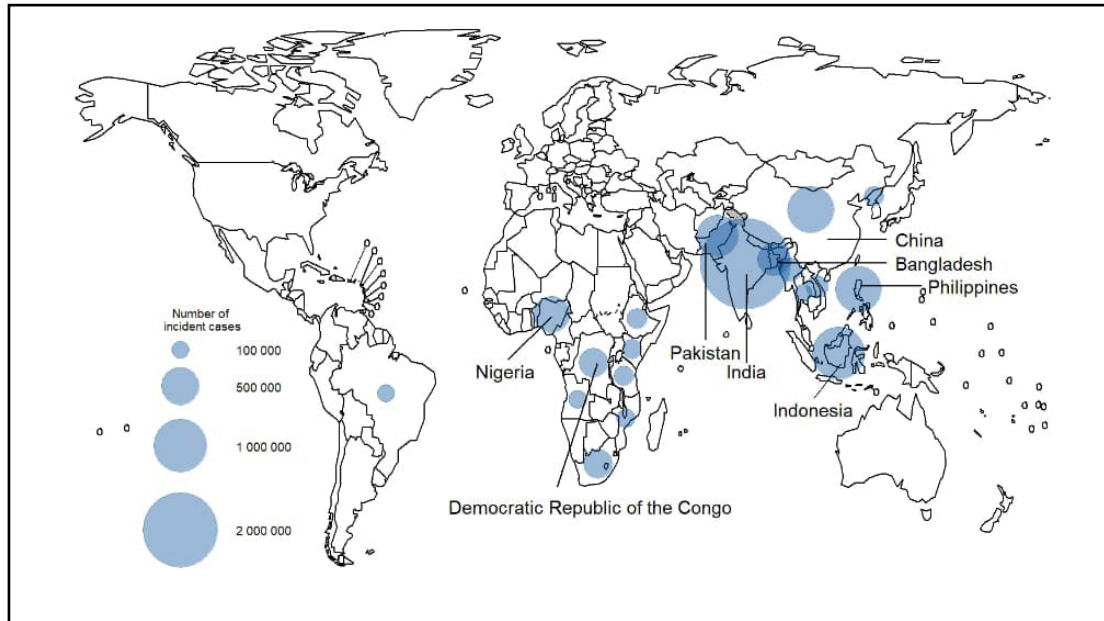 China
Bangladesh
Philippines
Number of
incident cases
100 000
500 000
1 000 000
2 000 000
Nigeria
Pakistan
India
Indonesia
Democratic Republic of the Congo